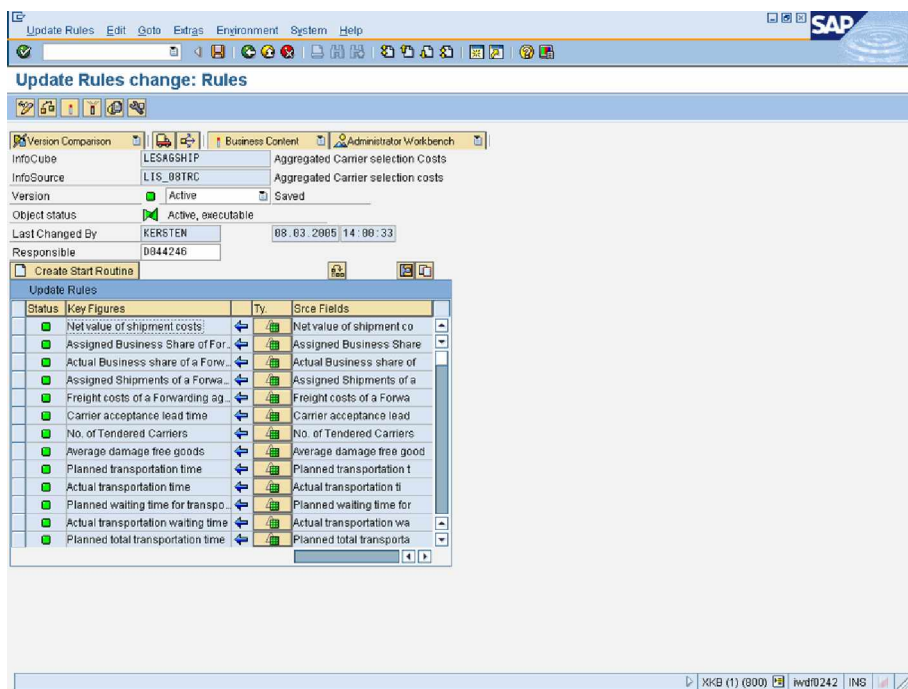 Update Rules Edit Goto Extras Environment System Help
SAP
Update Rules change: Rules
Version Comparison Business Content Administrator Workbench
InfoCube LESAGSHIP Aggregated Carrier selection Costs
InfoSource LIS_08TRC Aggregated Carrier selection costs
Version Active Saved
Object status Active, executable
Last Changed By KERSTEN 08.03.2005 14:00:33
Responsible D044246
Create Start Routine
Update Rules
Status Key Figures Ty. Srce Fields
Net value of shipment costs Net value of shipment co
Assigned Business Share of For... Assigned Business Share
Actual Business share of a Forw... Actual Business share of
Assigned Shipments of a Forwa... Assigned Shipments of a
Freight costs of a Forwarding ag... Freight costs of a Forwa
Carrier acceptance lead time Carrier acceptance lead
No. of Tendered Carriers No. of Tendered Carriers
Average damage free goods Average damage free good
Planned transportation time Planned transportation t
Actual transportation time Actual transportation ti
Planned waiting time for transpo... Planned waiting time for
Actual transportation waiting time Actual transportation wa
Planned total transportation time Planned total transporta
XKB (1) (800) iwdf0242 INS